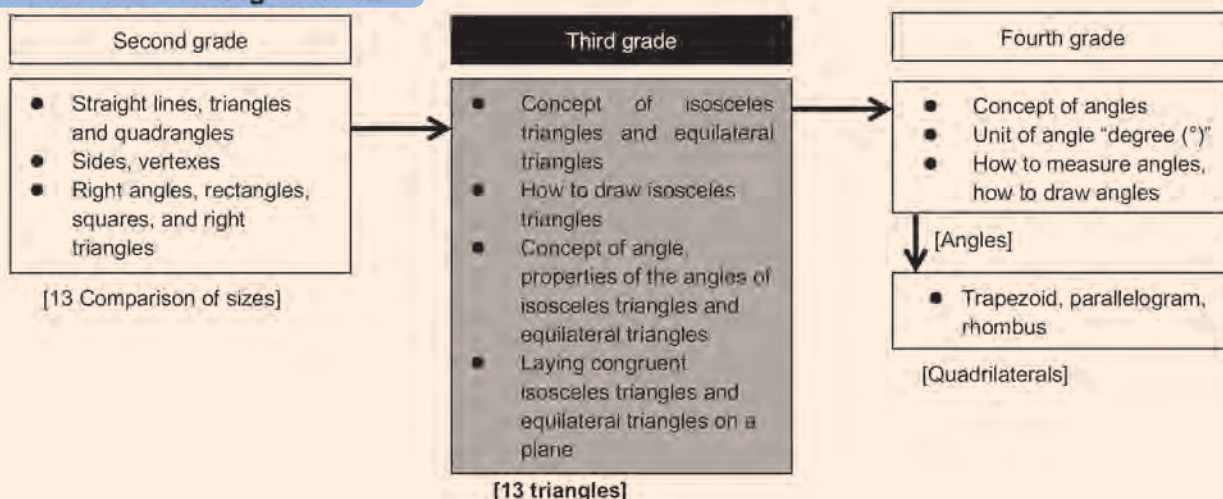 Second grade
● Straight lines, triangles
and quadrangles
● Sides, vertexes
● Right angles, rectangles,
squares, and right
triangles
[13 Comparison of sizes]
Third grade
● Concept of isosceles
triangles and equilateral
triangles
● How to draw isosceles
triangles
● Concept of angle,
properties of the angles of
isosceles triangles and
equilateral triangles
● Laying congruent
isosceles triangles and
equilateral triangles on a
plane
[13 triangles]
Fourth grade
● Concept of angles
● Unit of angle “degree (°)”
● How to measure angles,
how to draw angles
[Angles]
● Trapezoid, parallelogram,
rhombus
[Quadrilaterals]